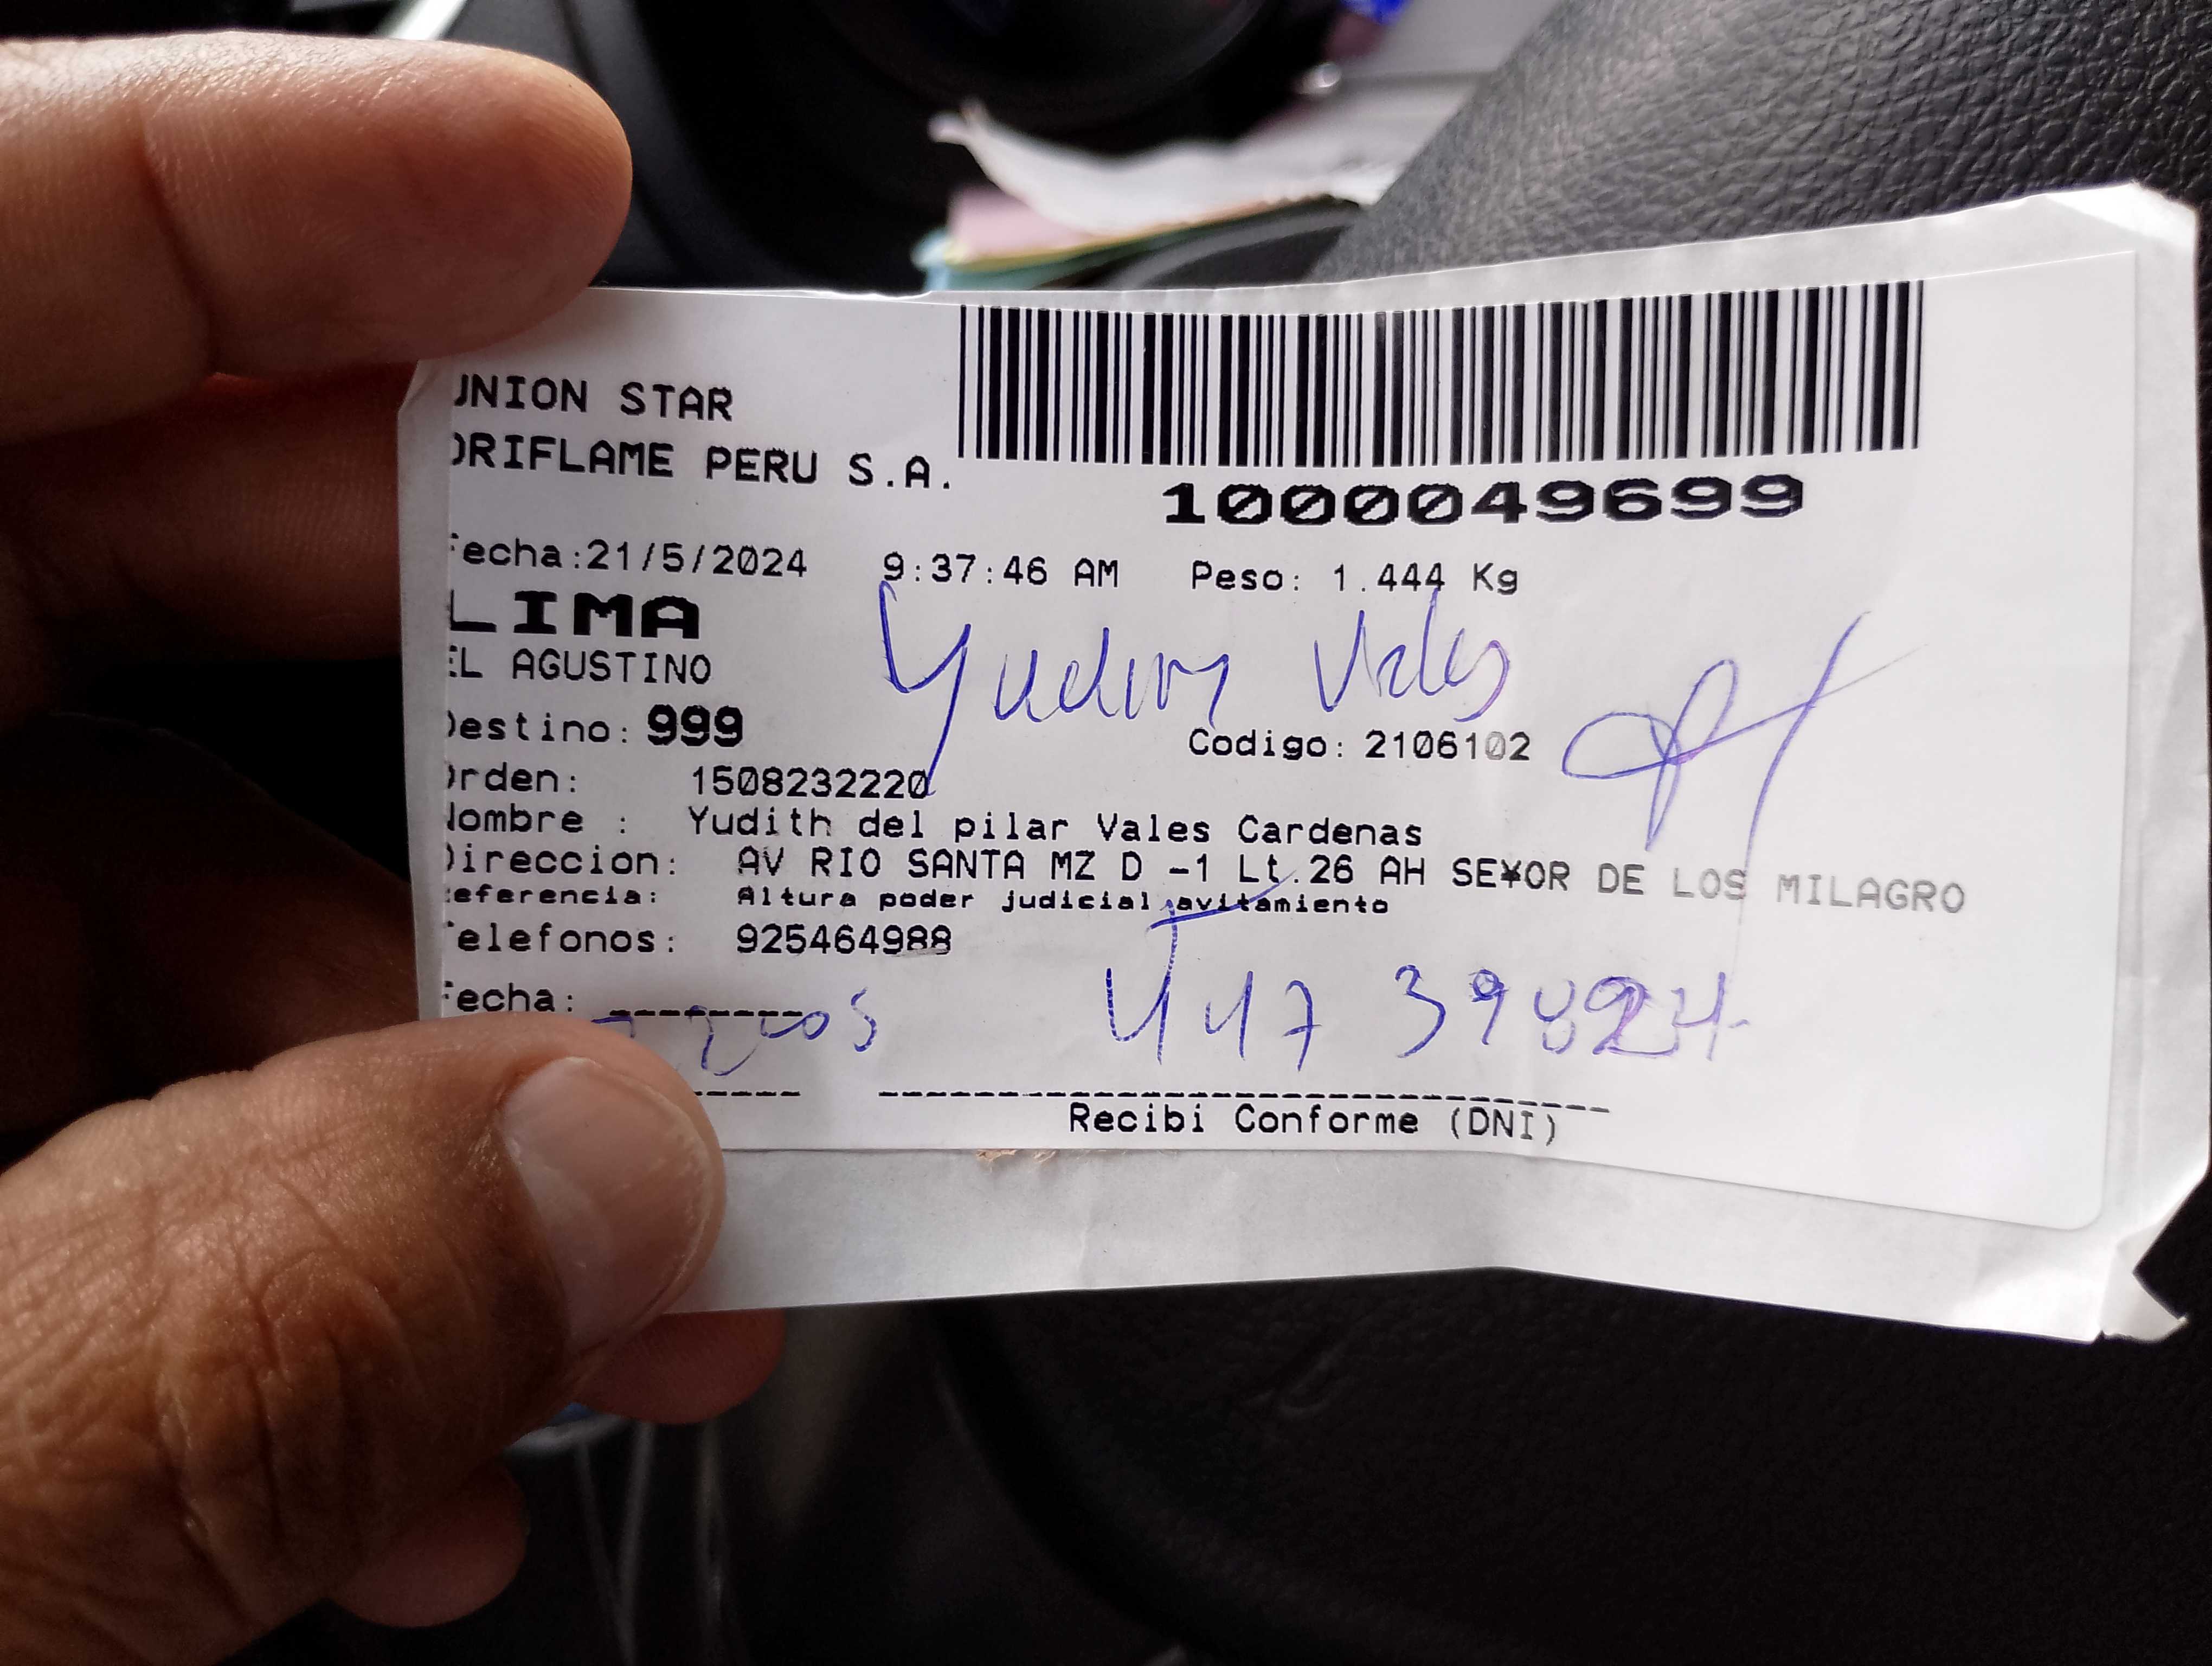 UNION STAR
ORIFLAME PERU S.A.
1000049699
Fecha:21/5/2024 9:37:46 AM Peso: 1.444 Kg
LIMA
EL AGUSTINO
Vales
Destino: 999
Codigo: 2106102
Orden: 1508232220
Nombre : Yudith del pilar Vales Cardenas
Direccion: AV RIO SANTA MZ D -1 Lt.26 AH SE¥OR DE LOS MILAGRO
Referencia: Altura poder judicial, avitamiento
Telefonos: 925464988
Fecha:
Recibi Conforme (DNI)